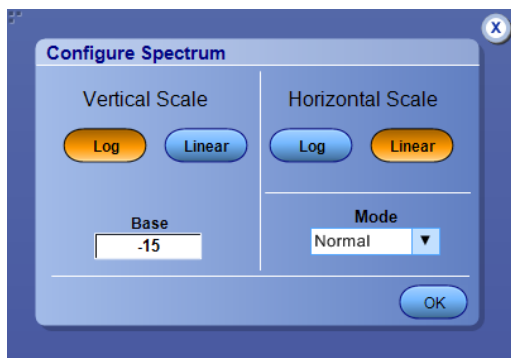 X
Configure Spectrum
Vertical Scale
Log Linear
Horizontal Scale
Log Linear
Base
-15
Mode
Normal
OK